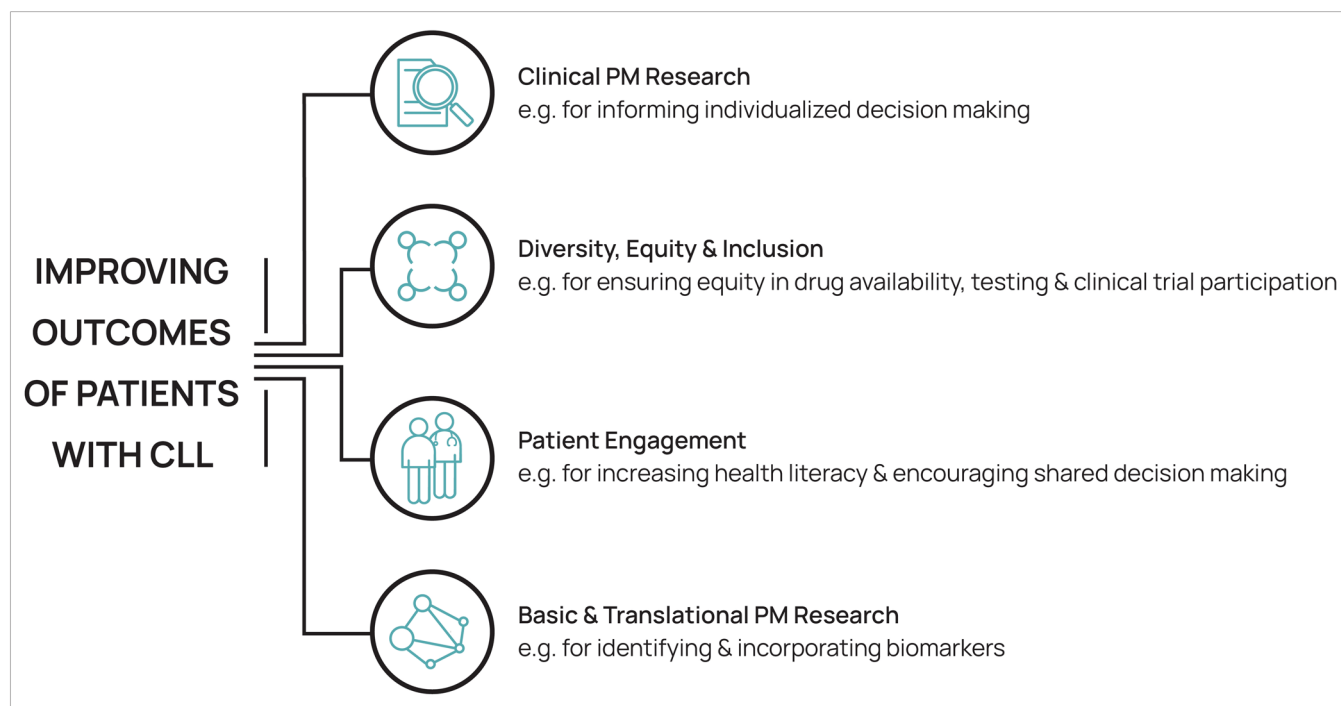 IMPROVING
OUTCOMES
OF PATIENTS
WITH CLL
Clinical PM Research
e.g. for informing individualized decision making
Diversity, Equity & Inclusion
e.g. for ensuring equity in drug availability, testing & clinical trial participation
Patient Engagement
e.g. for increasing health literacy & encouraging shared decision making
Basic & Translational PM Research
e.g. for identifying & incorporating biomarkers